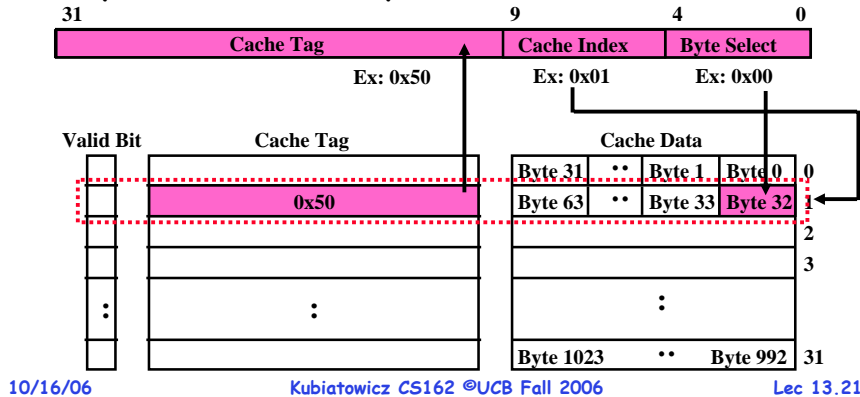 31 9 4 0
Cache Tag Cache Index Byte Select
Ex: 0x50 Ex: 0x01 Ex: 0x00
Valid Bit Cache Tag Cache Data
Byte 31 ·· Byte 1 Byte 0 0
0x50 Byte 63 ·· Byte 33 Byte 32 1
2
3
: : :
Byte 1023 ·· Byte 992 31
10/16/06 Kubiatowicz CS162 ©UCB Fall 2006 Lec 13.21